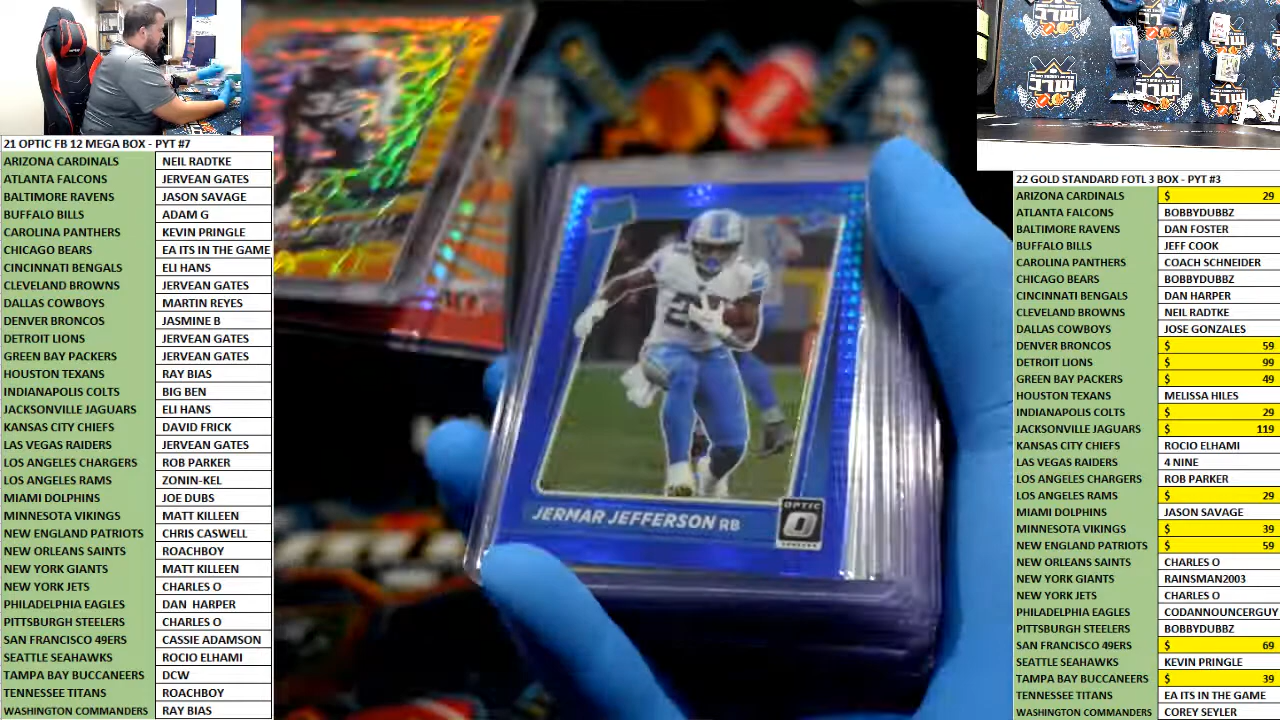 21 OPTIC FB 12 MEGA BOX - PYT #7
ARIZONA CARDINALS NEIL RADTKE
ATLANTA FALCONS JERVEAN GATES
BALTIMORE RAVENS JASON SAVAGE
BUFFALO BILLS ADAM G
CAROLINA PANTHERS KEVIN PRINGLE
CHICAGO BEARS EA ITS IN THE GAME
CINCINNATI BENGALS ELI HANS
CLEVELAND BROWNS JERVEAN GATES
DALLAS COWBOYS MARTIN REYES
DENVER BRONCOS JASMINE B
DETROIT LIONS JERVEAN GATES
GREEN BAY PACKERS JERVEAN GATES
HOUSTON TEXANS RAY BIAS
INDIANAPOLIS COLTS BIG BEN
JACKSONVILLE JAGUARS ELI HANS
KANSAS CITY CHIEFS DAVID FRICK
LAS VEGAS RAIDERS JERVEAN GATES
LOS ANGELES CHARGERS ROB PARKER
LOS ANGELES RAMS ZONIN-KEL
MIAMI DOLPHINS JOE DUBS
MINNESOTA VIKINGS MATT KILLEEN
NEW ENGLAND PATRIOTS CHRIS CASWELL
NEW ORLEANS SAINTS ROACHBOY
NEW YORK GIANTS MATT KILLEEN
NEW YORK JETS CHARLES O
PHILADELPHIA EAGLES DAN HARPER
PITTSBURGH STEELERS CHARLES O
SAN FRANCISCO 49ERS CASSIE ADAMSON
SEATTLE SEAHAWKS ROCIO ELHAMI
TAMPA BAY BUCCANEERS DCW
TENNESSEE TITANS ROACHBOY
WASHINGTON COMMANDERS RAY BIAS
JERMAR JEFFERSON RB
OPTIC
22 GOLD STANDARD FOTL 3 BOX - PYT #3
ARIZONA CARDINALS $ 29
ATLANTA FALCONS BOBBYDUBBZ
BALTIMORE RAVENS DAN FOSTER
BUFFALO BILLS JEFF COOK
CAROLINA PANTHERS COACH SCHNEIDER
CHICAGO BEARS BOBBYDUBBZ
CINCINNATI BENGALS DAN HARPER
CLEVELAND BROWNS NEIL RADTKE
DALLAS COWBOYS JOSE GONZALES
DENVER BRONCOS $ 59
DETROIT LIONS $ 99
GREEN BAY PACKERS $ 49
HOUSTON TEXANS MELISSA HILES
INDIANAPOLIS COLTS $ 29
JACKSONVILLE JAGUARS $ 119
KANSAS CITY CHIEFS ROCIO ELHAMI
LAS VEGAS RAIDERS 4 NINE
LOS ANGELES CHARGERS ROB PARKER
LOS ANGELES RAMS $ 29
MIAMI DOLPHINS JASON SAVAGE
MINNESOTA VIKINGS $ 39
NEW ENGLAND PATRIOTS $ 59
NEW ORLEANS SAINTS CHARLES O
NEW YORK GIANTS RAINSMAN2003
NEW YORK JETS CHARLES O
PHILADELPHIA EAGLES CODANNOUNCERGUY
PITTSBURGH STEELERS BOBBYDUBBZ
SAN FRANCISCO 49ERS $ 69
SEATTLE SEAHAWKS KEVIN PRINGLE
TAMPA BAY BUCCANEERS $ 39
TENNESSEE TITANS EA ITS IN THE GAME
WASHINGTON COMMANDERS COREY SEYLER